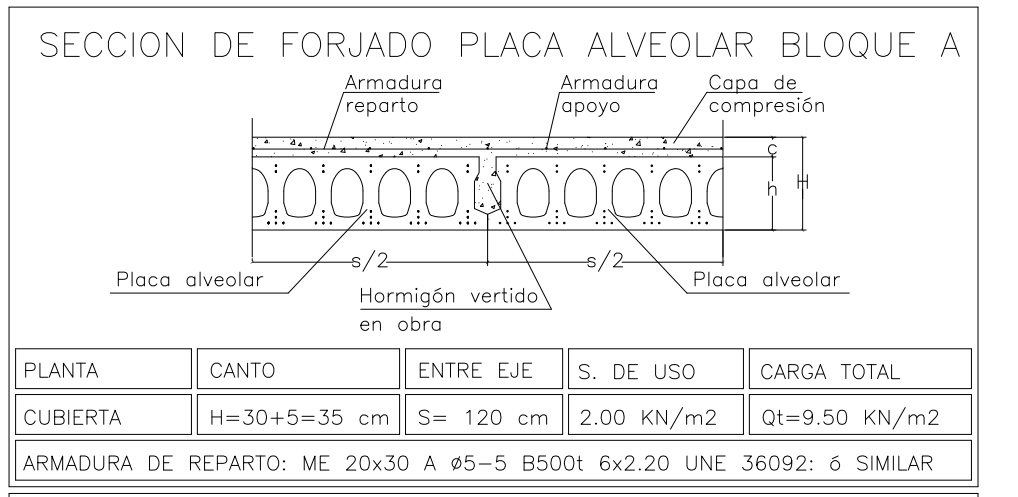 SECCION DE FORJADO PLACA ALVEOLAR BLOQUE A
Armadura
reparto
Armadura
apoyo
Capa de
compresión
c
h
H
s/2
s/2
Placa alveolar
Placa alveolar
Hormigón vertido
en obra
PLANTA CANTO ENTRE EJE S. DE USO CARGA TOTAL
CUBIERTA H=30+5=35 cm S= 120 cm 2.00 KN/m2 Qt=9.50 KN/m2
ARMADURA DE REPARTO: ME 20x30 A ø5-5 B500t 6x2.20 UNE 36092: ó SIMILAR